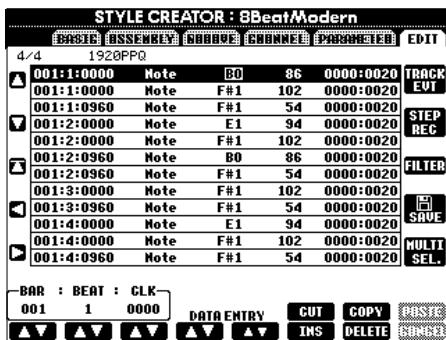 STYLE CREATOR : 8BeatModern
BASIC ASSEMBLY GROOVE CHANNEL PARAMETER EDIT
4/4 1920PPQ
001:1:0000 Note B0 86 0000:0020
001:1:0000 Note F#1 102 0000:0020
001:1:0960 Note F#1 54 0000:0020
001:2:0000 Note E1 94 0000:0020
001:2:0000 Note F#1 102 0000:0020
001:2:0960 Note B0 86 0000:0020
001:2:0960 Note F#1 54 0000:0020
001:3:0000 Note F#1 102 0000:0020
001:3:0960 Note F#1 54 0000:0020
001:4:0000 Note E1 94 0000:0020
001:4:0000 Note F#1 102 0000:0020
001:4:0960 Note F#1 54 0000:0020
TRACK
EVT
STEP
REC
FILTER
SAVE
MULTI
SEL.
BAR : BEAT : CLK
001 1 0000
DATA ENTRY
CUT COPY PASTE
INS DELETE CANCEL